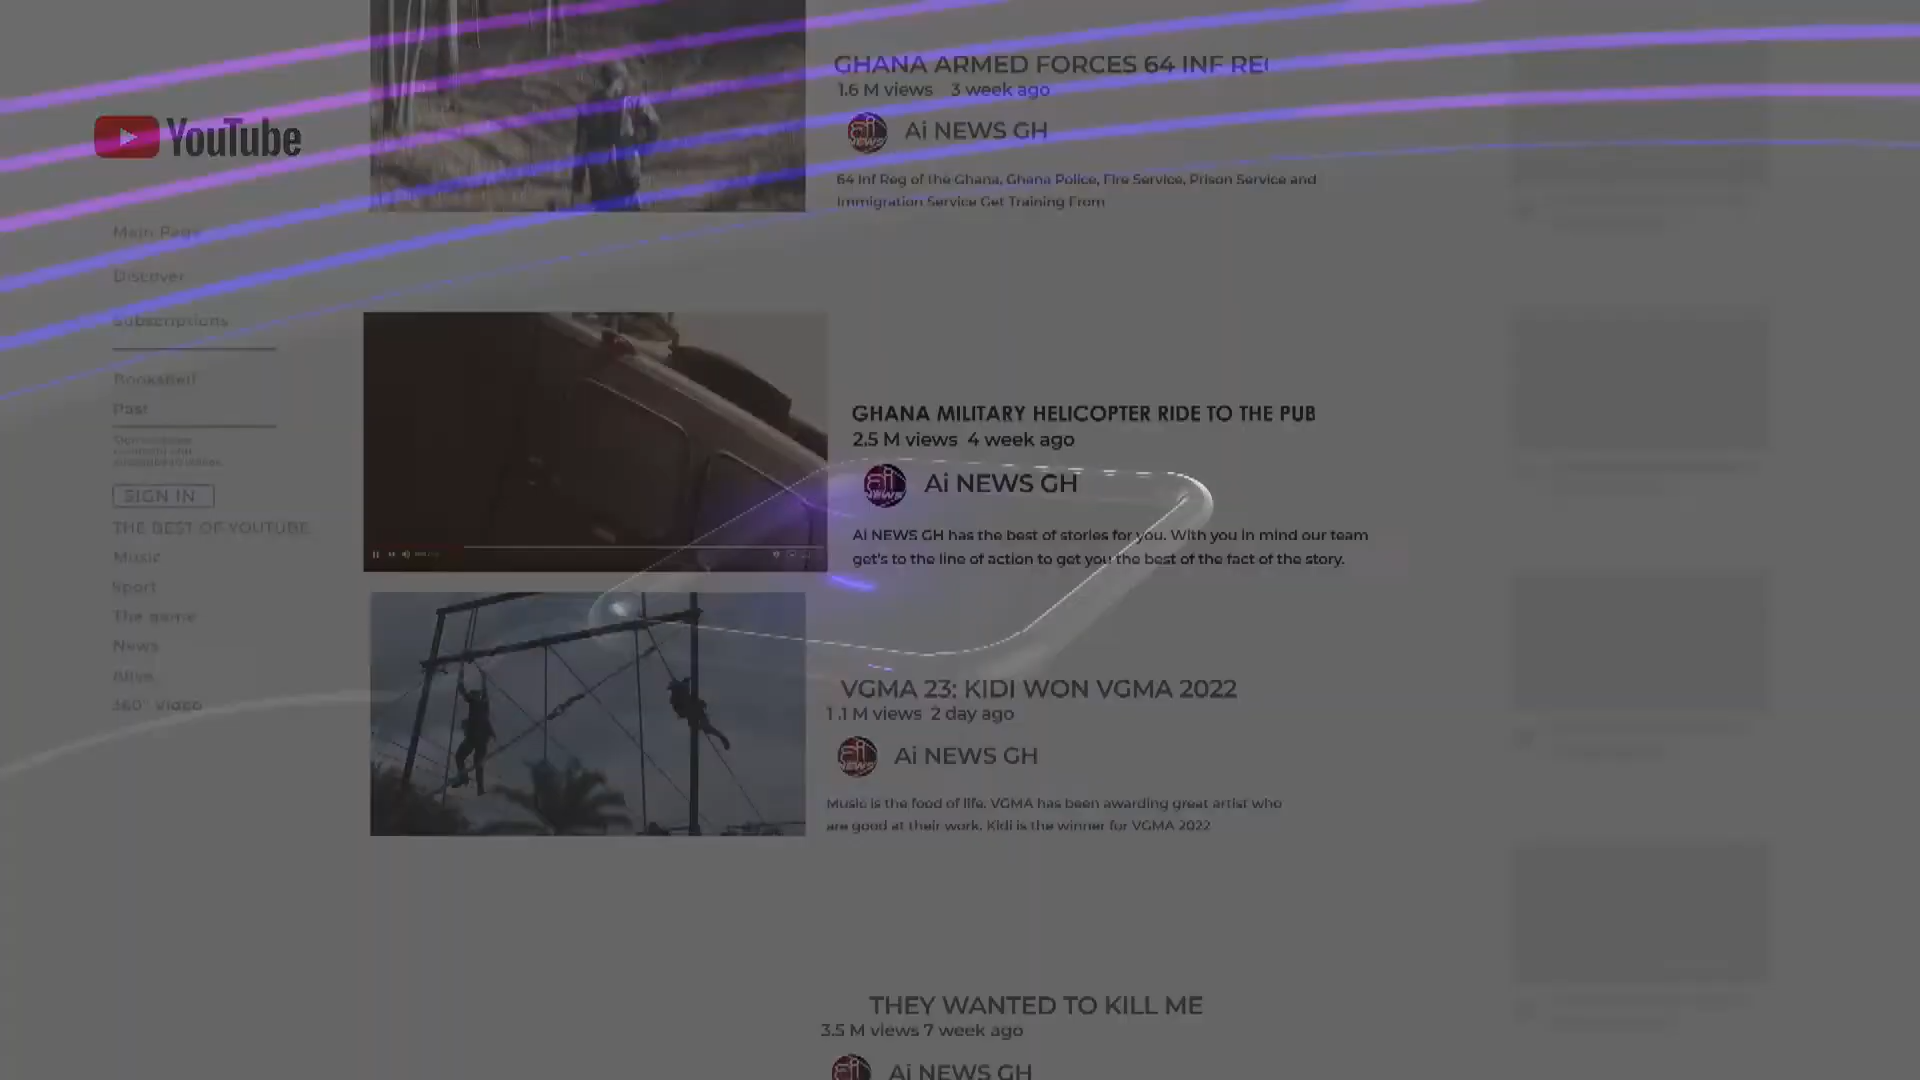 YouTube
Main Page
Discover
Subscriptions
Bookshelf
Past
SIGN IN
THE BEST OF YOUTUBE
Music
Sport
The game
News
360° Video
GHANA ARMED FORCES 64 INF RE
1.6 M views 3 week ago
Ai NEWS GH
64 Inf Reg of the Ghana, Ghana Police, Fire Service, Prison Service and
Immigration Service Get Training From
GHANA MILITARY HELICOPTER RIDE TO THE PUB
2.5 M views 4 week ago
Ai NEWS GH
Ai NEWS GH has the best of stories for you. With you in mind our team
get's to the line of action to get you the best of the fact of the story.
VGMA 23: KIDI WON VGMA 2022
1.1 M views 2 day ago
Ai NEWS GH
Music is the food of life. VGMA has been awarding great artist who
are good at their work. Kidi is the winner for VGMA 2022
THEY WANTED TO KILL ME
3.5 M views 7 week ago
Ai NEWS GH